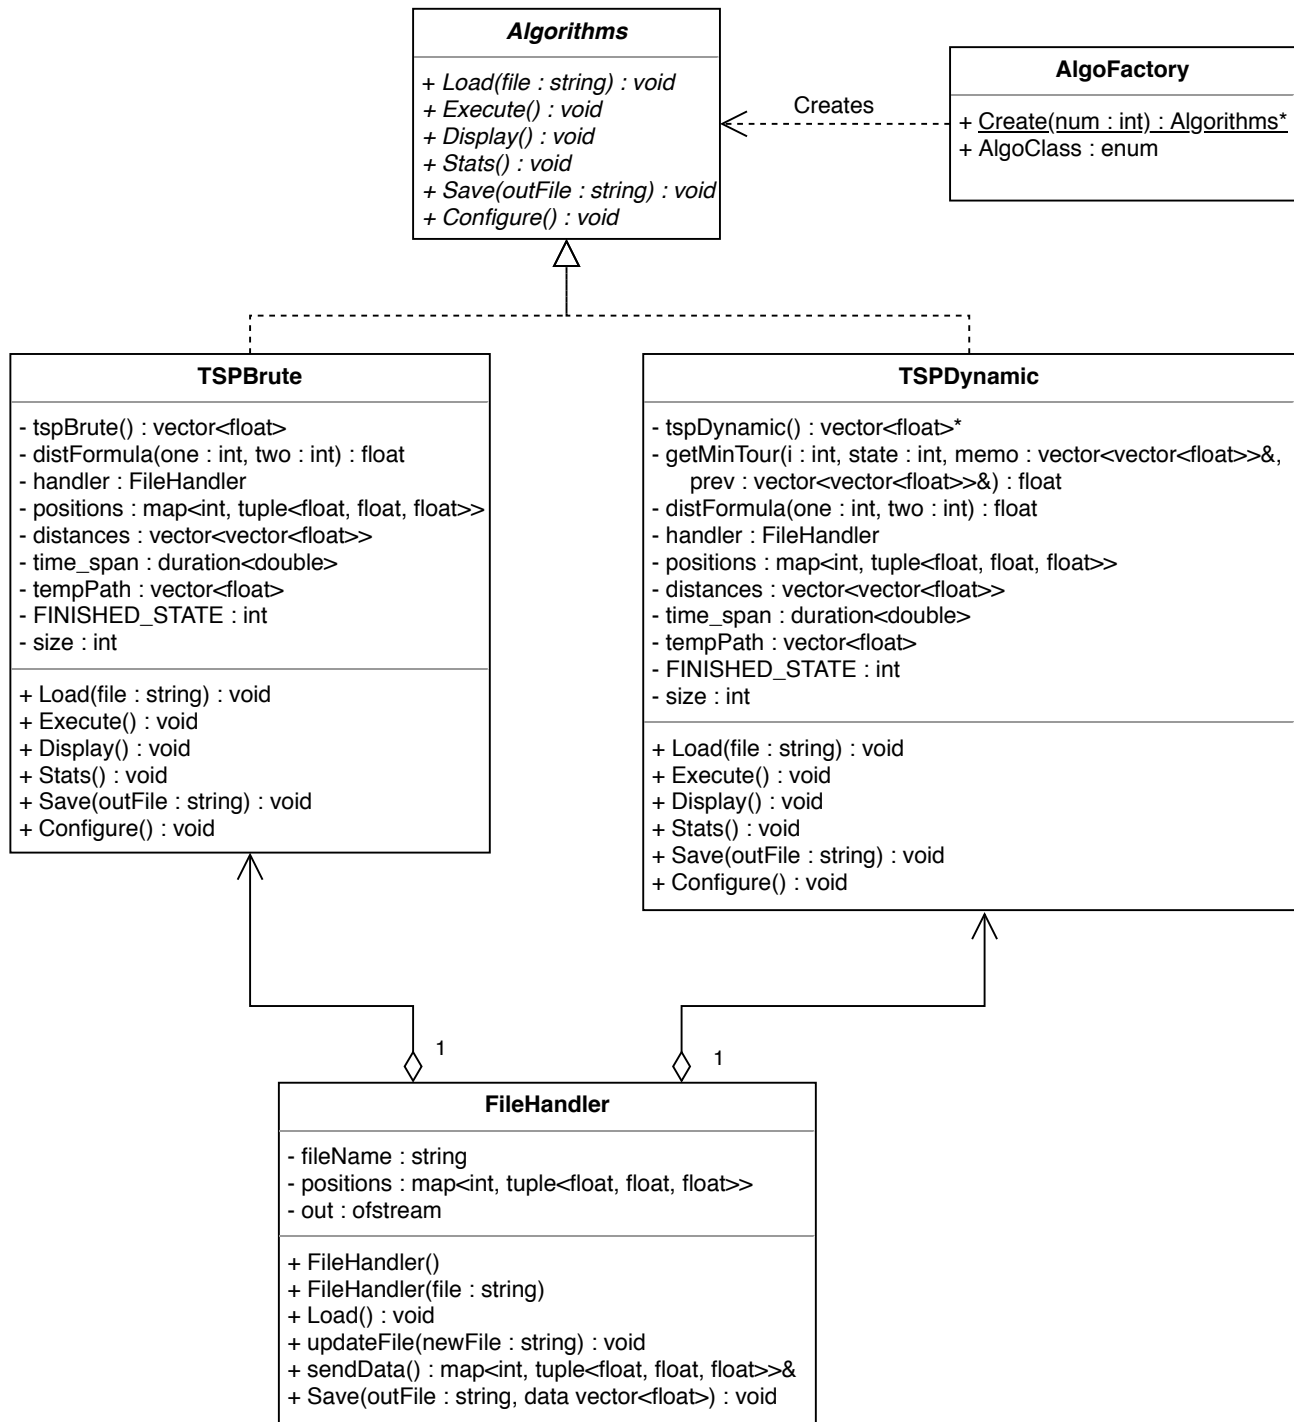 Algorithms
+ Load(file : string) : void
+ Execute() : void
+ Display() : void
+ Stats() : void
+ Save(outFile : string) : void
+ Configure() : void
Creates
AlgoFactory
+ Create(num : int) : Algorithms*
+ AlgoClass : enum
TSPBrute
- tspBrute() : vector<float>
- distFormula(one : int, two : int) : float
- handler : FileHandler
- positions : map<int, tuple<float, float, float>>
- distances : vector<vector<float>>
- time_span : duration<double>
- tempPath : vector<float>
- FINISHED_STATE : int
- size : int
+ Load(file : string) : void
+ Execute() : void
+ Display() : void
+ Stats() : void
+ Save(outFile : string) : void
+ Configure() : void
TSPDynamic
- tspDynamic() : vector<float>*
- getMinTour(i : int, state : int, memo : vector<vector<float>>&,
prev : vector<vector<float>>&) : float
- distFormula(one : int, two : int) : float
- handler : FileHandler
- positions : map<int, tuple<float, float, float>>
- distances : vector<vector<float>>
- time_span : duration<double>
- tempPath : vector<float>
- FINISHED_STATE : int
- size : int
+ Load(file : string) : void
+ Execute() : void
+ Display() : void
+ Stats() : void
+ Save(outFile : string) : void
+ Configure() : void
1
1
FileHandler
- fileName : string
- positions : map<int, tuple<float, float, float>>
- out : ofstream
+ FileHandler()
+ FileHandler(file : string)
+ Load() : void
+ updateFile(newFile : string) : void
+ sendData() : map<int, tuple<float, float, float>>&
+ Save(outFile : string, data vector<float>) : void